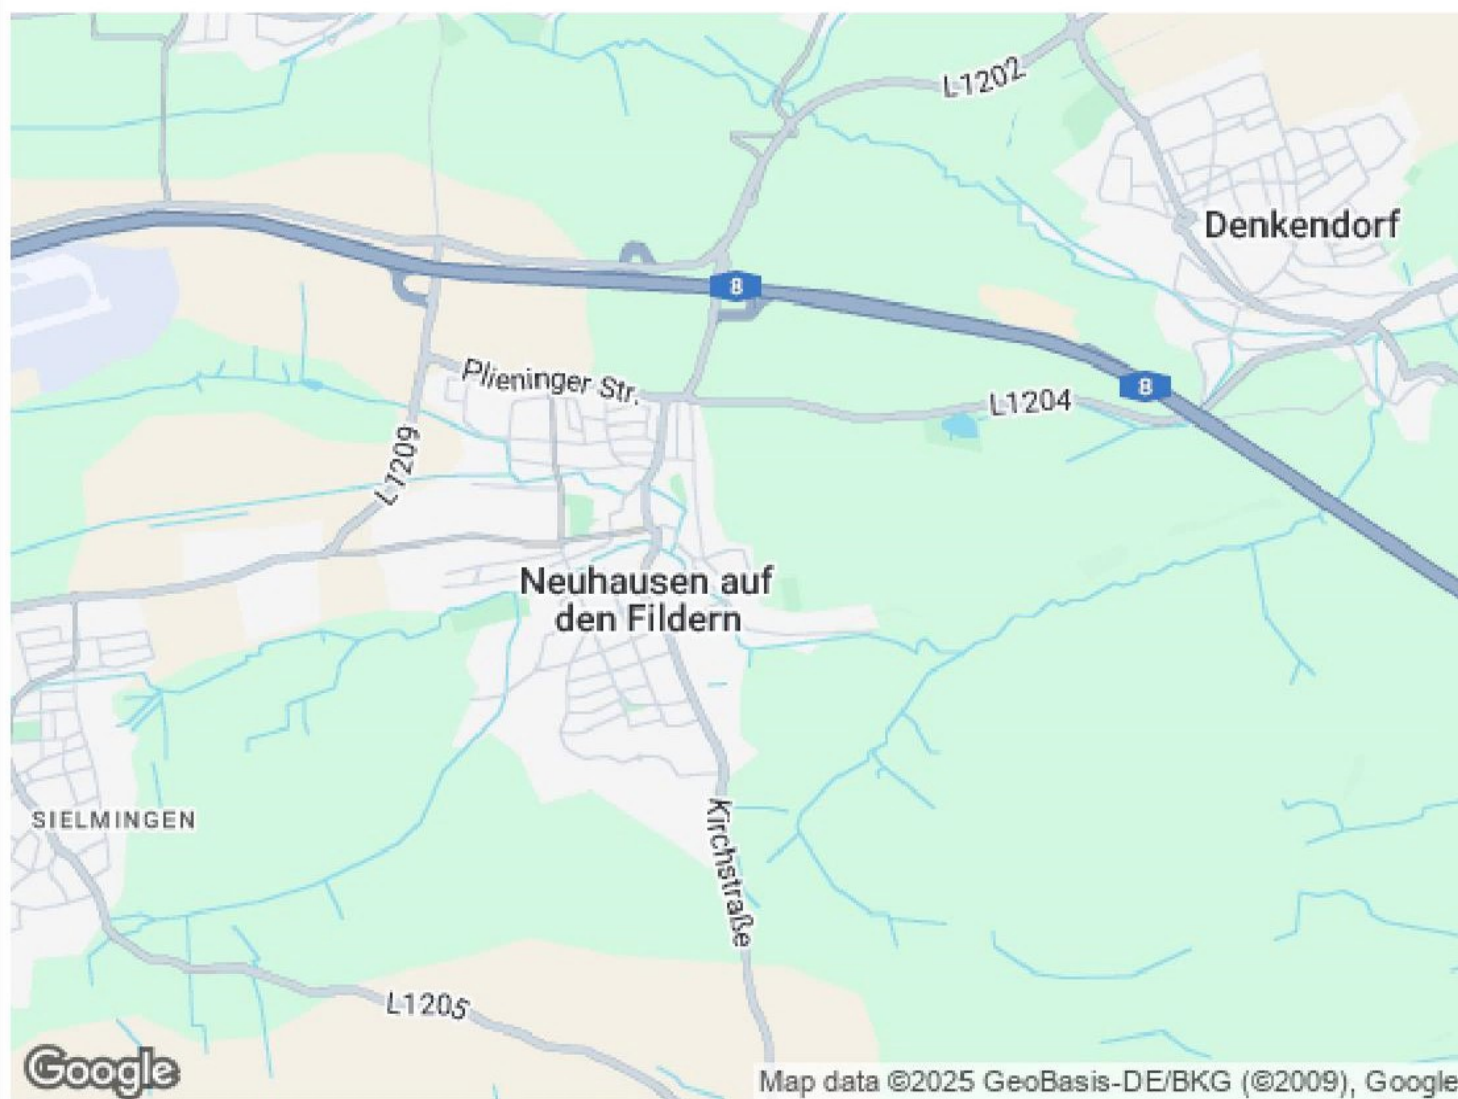 L1202
Denkendorf
8
Plieninger Str.
8
L1204
L1209
Neuhausen auf
den Fildern
SIELMINGEN
Kirchstraße
L1205
Google
Map data ©2025 GeoBasis-DE/BKG (©2009), Google